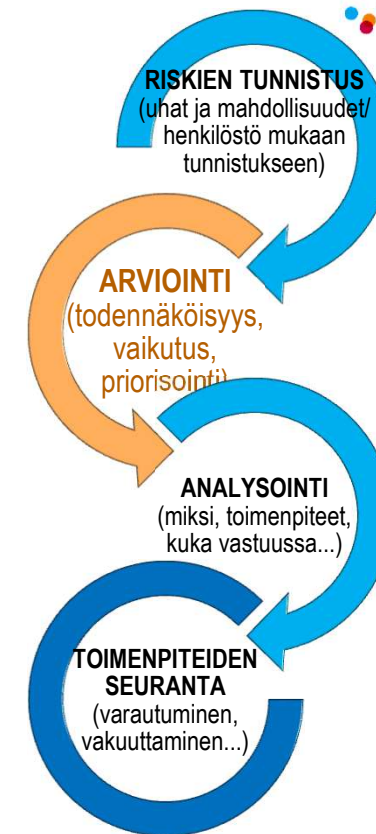 RISKIEN TUNNISTUS
(uhat ja mahdollisuudet/
henkilöstö mukaan
tunnistukseen)
ARVIOINTI
(todennäköisyys,
vaikutus,
priorisointi)
ANALYSOINTI
(miksi, toimenpiteet,
kuka vastuussa...)
TOIMENPITEIDEN
SEURANTA
(varautuminen,
vakuuttaminen...)